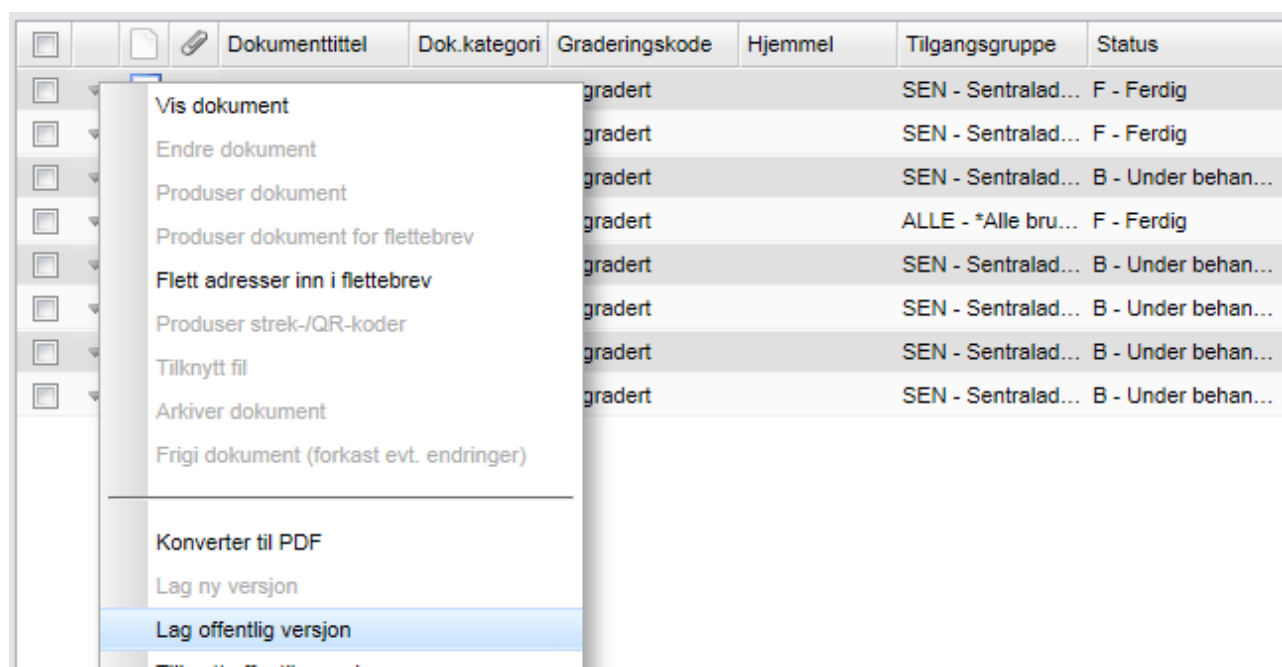 Dokumenttittel Dok.kategori Graderingskode Hjemmel Tilgangsgruppe Status
gradert SEN - Sentralad... F - Ferdig
gradert SEN - Sentralad... F - Ferdig
gradert SEN - Sentralad... B - Under behan...
gradert ALLE - *Alle bru... F - Ferdig
gradert SEN - Sentralad... B - Under behan...
gradert SEN - Sentralad... B - Under behan...
gradert SEN - Sentralad... B - Under behan...
gradert SEN - Sentralad... B - Under behan...
Vis dokument
Endre dokument
Produser dokument
Produser dokument for flettebrev
Flett adresser inn i flettebrev
Produser strek-/QR-koder
Tilknytt fil
Arkiver dokument
Frigi dokument (forkast evt. endringer)
Konverter til PDF
Lag ny versjon
Lag offentlig versjon